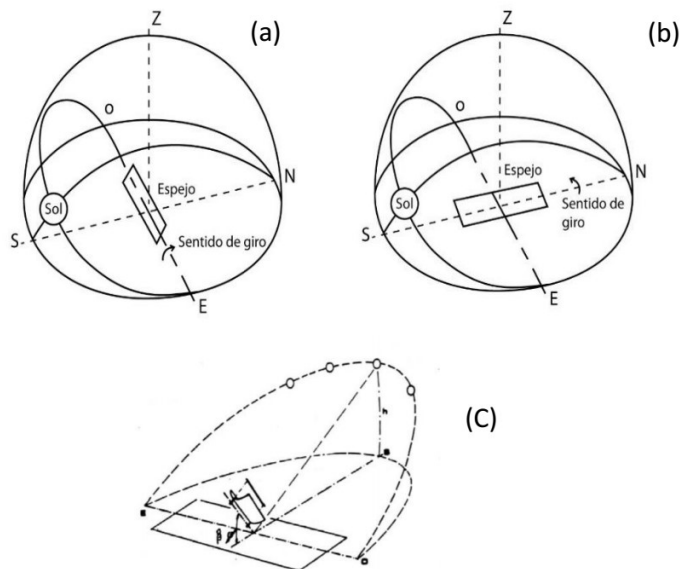 (a)
Z
O
Espejo
N
Sol
S
Sentido de giro
E
(b)
Z
O
Espejo
N
Sol
S
Sentido de
giro
E
(C)
h
β